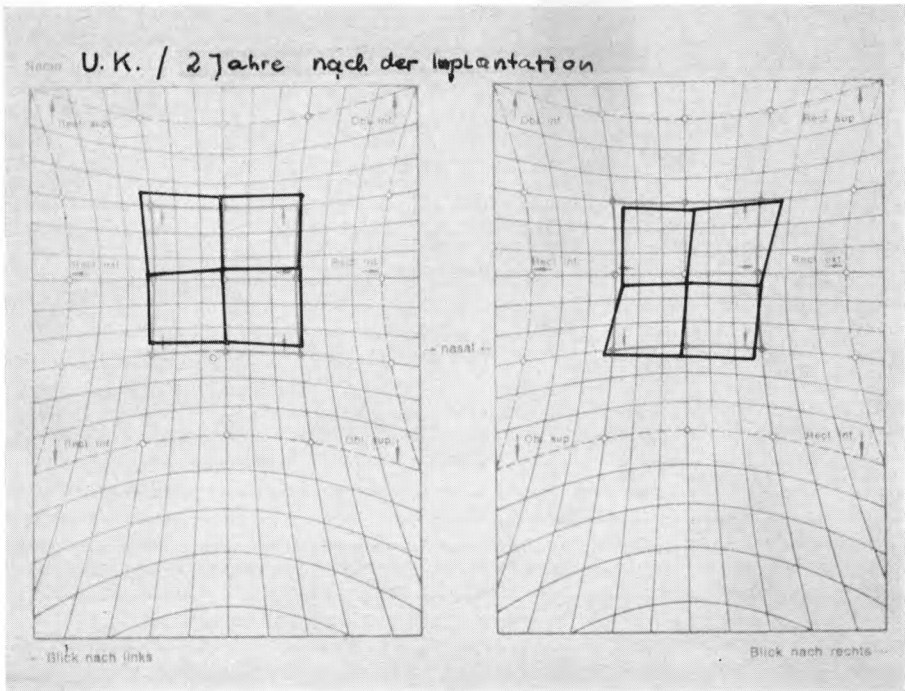 Name U. K. / 2 Jahre nach der Implantation
Rect. sup. Obl. inf. Obl. inf. Rect. sup.
Rect. ext. Rect. int. Rect. int. Rect. ext.
→ nasal ←
Rect. inf. Obl. sup. Obl. sup. Rect. inf.
← Blick nach links Blick nach rechts →